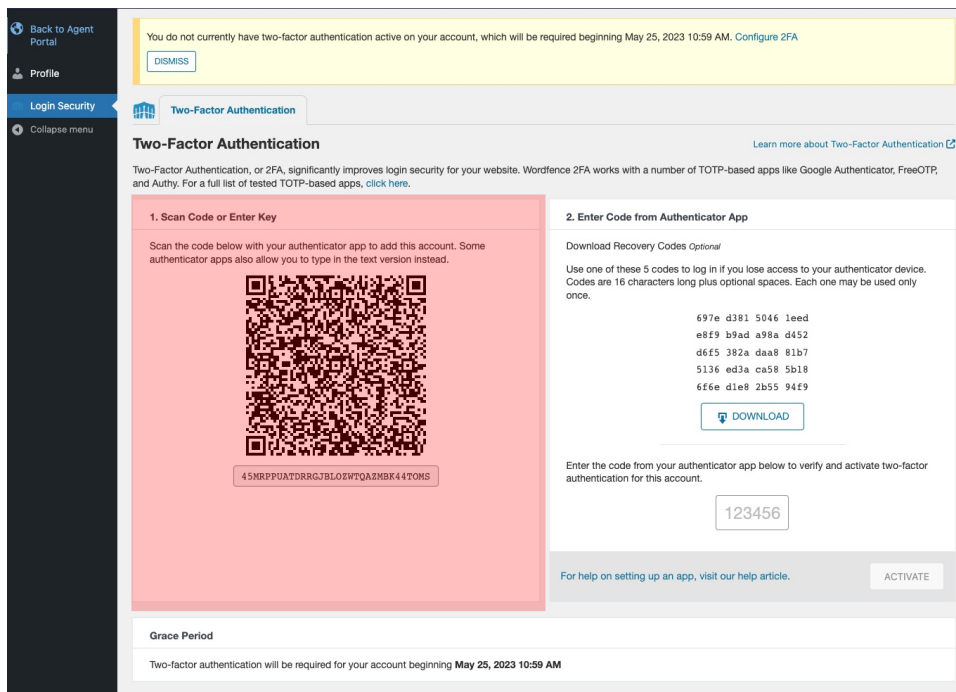 Back to Agent
Portal
Profile
Login Security
Collapse menu
You do not currently have two-factor authentication active on your account, which will be required beginning May 25, 2023 10:59 AM. Configure 2FA
DISMISS
Two-Factor Authentication
Two-Factor Authentication
Learn more about Two-Factor Authentication
Two-Factor Authentication, or 2FA, significantly improves login security for your website. Wordfence 2FA works with a number of TOTP-based apps like Google Authenticator, FreeOTP,
and Authy. For a full list of tested TOTP-based apps, click here.
1. Scan Code or Enter Key
Scan the code below with your authenticator app to add this account. Some
authenticator apps also allow you to type in the text version instead.
45MRPPUATDRRGJBLOZWTQAZMBK44TOMS
2. Enter Code from Authenticator App
Download Recovery Codes Optional
Use one of these 5 codes to log in if you lose access to your authenticator device.
Codes are 16 characters long plus optional spaces. Each one may be used only
once.
697e d381 5046 1eed
e8f9 b9ad a98a d452
d6f5 382a daa8 81b7
5136 ed3a ca58 5b18
6f6e d1e8 2b55 94f9
DOWNLOAD
Enter the code from your authenticator app below to verify and activate two-factor
authentication for this account.
123456
For help on setting up an app, visit our help article.
ACTIVATE
Grace Period
Two-factor authentication will be required for your account beginning May 25, 2023 10:59 AM